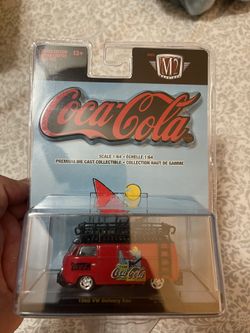 13+
M2
Coca-Cola
SCALE 1:64 • ÉCHELLE 1:64
PREMIUM DIE CAST COLLECTIBLE • COLLECTION HAUT DE GAMME
Coca-Cola
1960 VW Delivery Van